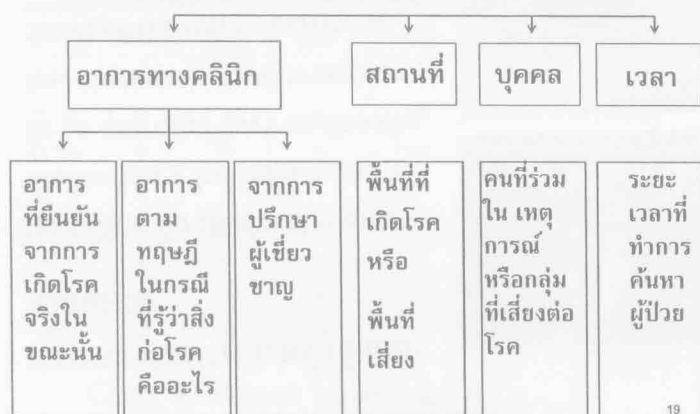 อาการทางคลินิก
สถานที่
บุคคล
เวลา
อาการ
ที่ยืนยัน
จากการ
เกิดโรค
จริงใน
ขณะนั้น
อาการ
ตาม
ทฤษฎี
ในกรณี
ที่รู้ว่าสิ่ง
ก่อโรค
คืออะไร
จากการ
ปรึกษา
ผู้เชี่ยว
ชาญ
พื้นที่ที่
เกิดโรค
หรือ
พื้นที่
เสี่ยง
คนที่ร่วม
ใน เหตุ
การณ์
หรือกลุ่ม
ที่เสี่ยงต่อ
โรค
ระยะ
เวลาที่
ทำการ
ค้นหา
ผู้ป่วย
19